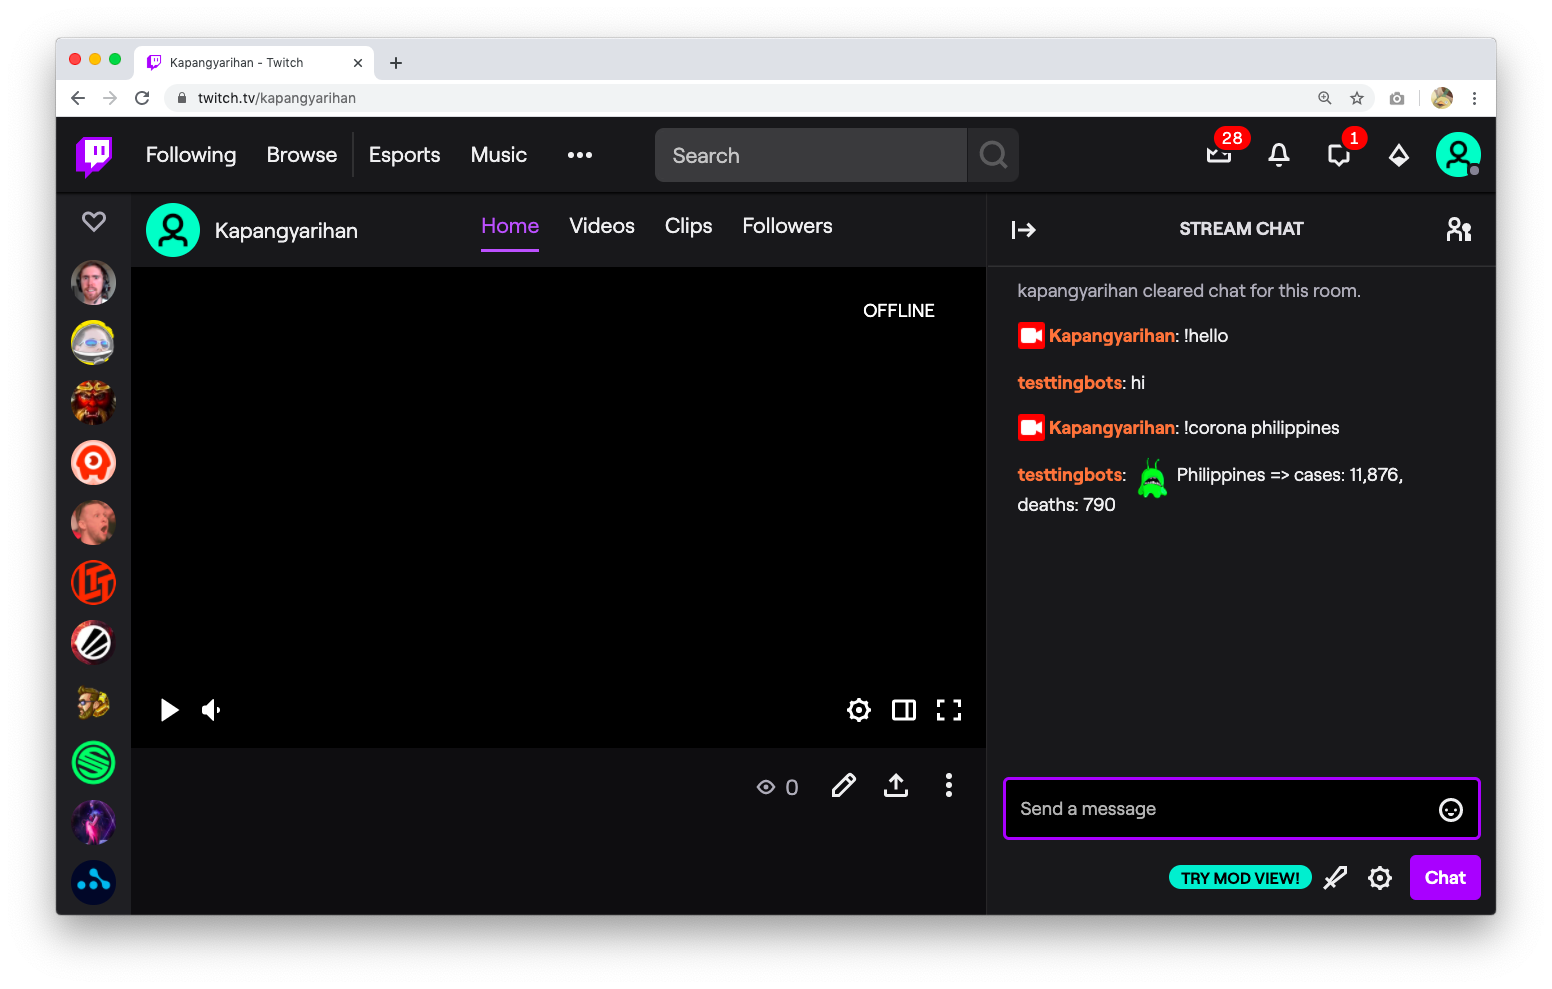 Kapangyarihan - Twitch
twitch.tv/kapangyarihan
Following Browse Esports Music
Search
28
1
Kapangyarihan
Home Videos Clips Followers
OFFLINE
0
STREAM CHAT
kapangyarihan cleared chat for this room.
Kapangyarihan: !hello
testtingbots: hi
Kapangyarihan: !corona philippines
testtingbots: Philippines => cases: 11,876,
deaths: 790
Send a message
TRY MOD VIEW!
Chat
LTT